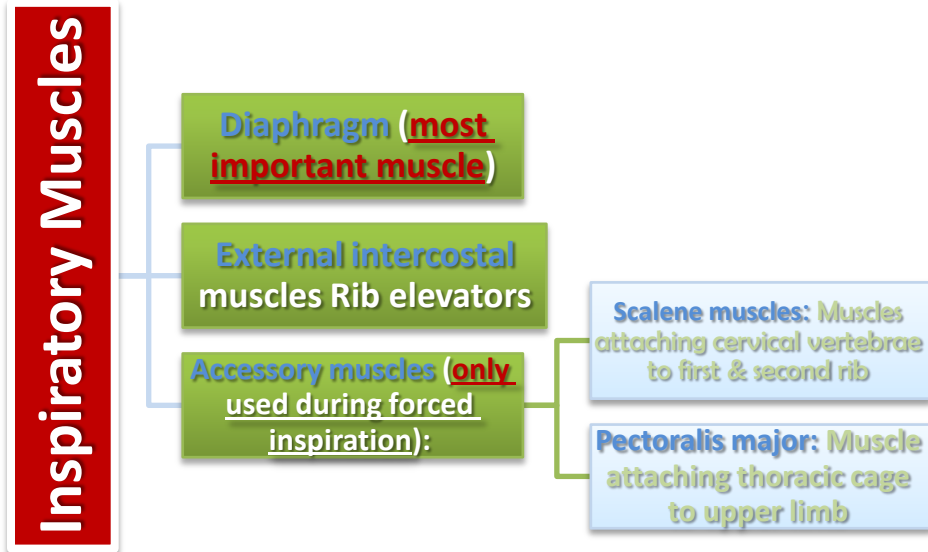 Inspiratory Muscles
Diaphragm (most
important muscle)
External intercostal
muscles Rib elevators
Accessory muscles (only
used during forced
inspiration):
Scalene muscles: Muscles
attaching cervical vertebrae
to first & second rib
Pectoralis major: Muscle
attaching thoracic cage
to upper limb